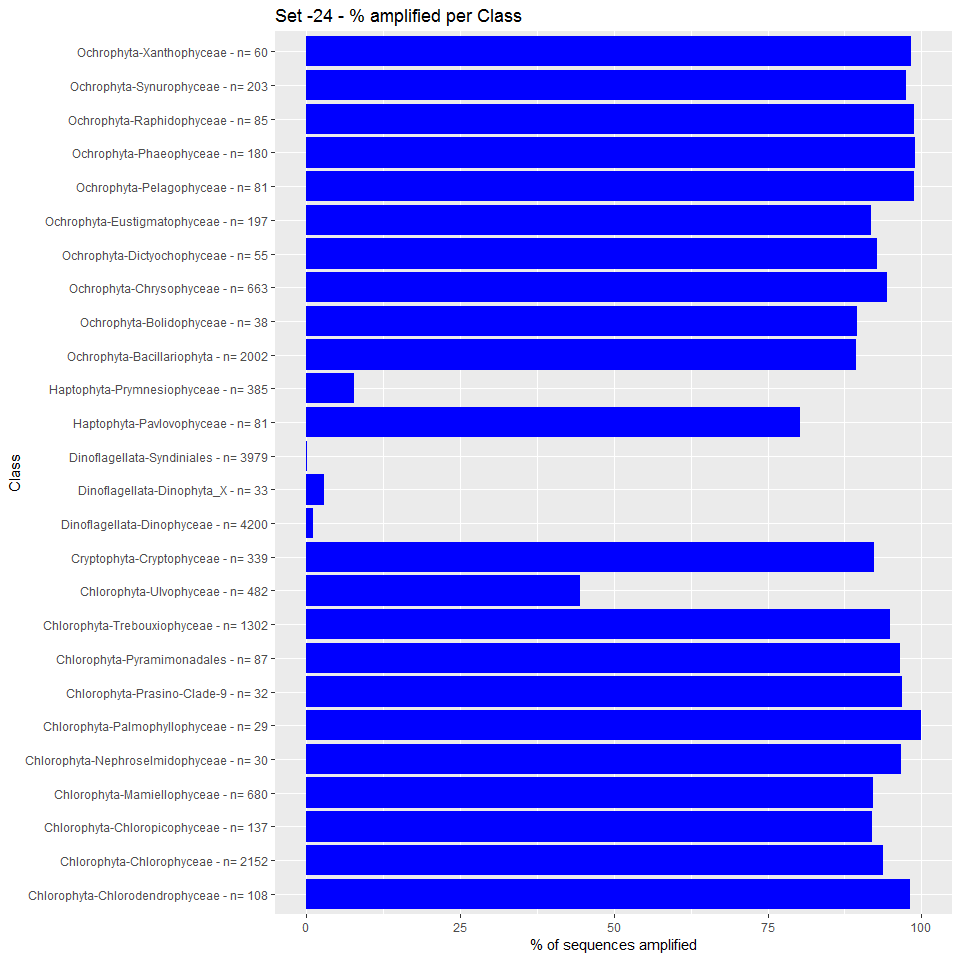 Set -24 - % amplified per Class
Ochrophyta-Xanthophyceae - n= 60
Ochrophyta-Synurophyceae - n= 203
Ochrophyta-Raphidophyceae - n= 85
Ochrophyta-Phaeophyceae - n= 180
Ochrophyta-Pelagophyceae - n= 81
Ochrophyta-Eustigmatophyceae - n= 197
Ochrophyta-Dictyochophyceae - n= 55
Ochrophyta-Chrysophyceae - n= 663
Ochrophyta-Bolidophyceae - n= 38
Ochrophyta-Bacillariophyta - n= 2002
Haptophyta-Prymnesiophyceae - n= 385
Haptophyta-Pavlovophyceae - n= 81
Dinoflagellata-Syndiniales - n= 3979
Dinoflagellata-Dinophyta_X - n= 33
Dinoflagellata-Dinophyceae - n= 4200
Cryptophyta-Cryptophyceae - n= 339
Chlorophyta-Ulvophyceae - n= 482
Chlorophyta-Trebouxiophyceae - n= 1302
Chlorophyta-Pyramimonadales - n= 87
Chlorophyta-Prasino-Clade-9 - n= 32
Chlorophyta-Palmophyllophyceae - n= 29
Chlorophyta-Nephroselmidophyceae - n= 30
Chlorophyta-Mamiellophyceae - n= 680
Chlorophyta-Chloropicophyceae - n= 137
Chlorophyta-Chlorophyceae - n= 2152
Chlorophyta-Chlorodendrophyceae - n= 108
Class
0 25 50 75 100
% of sequences amplified